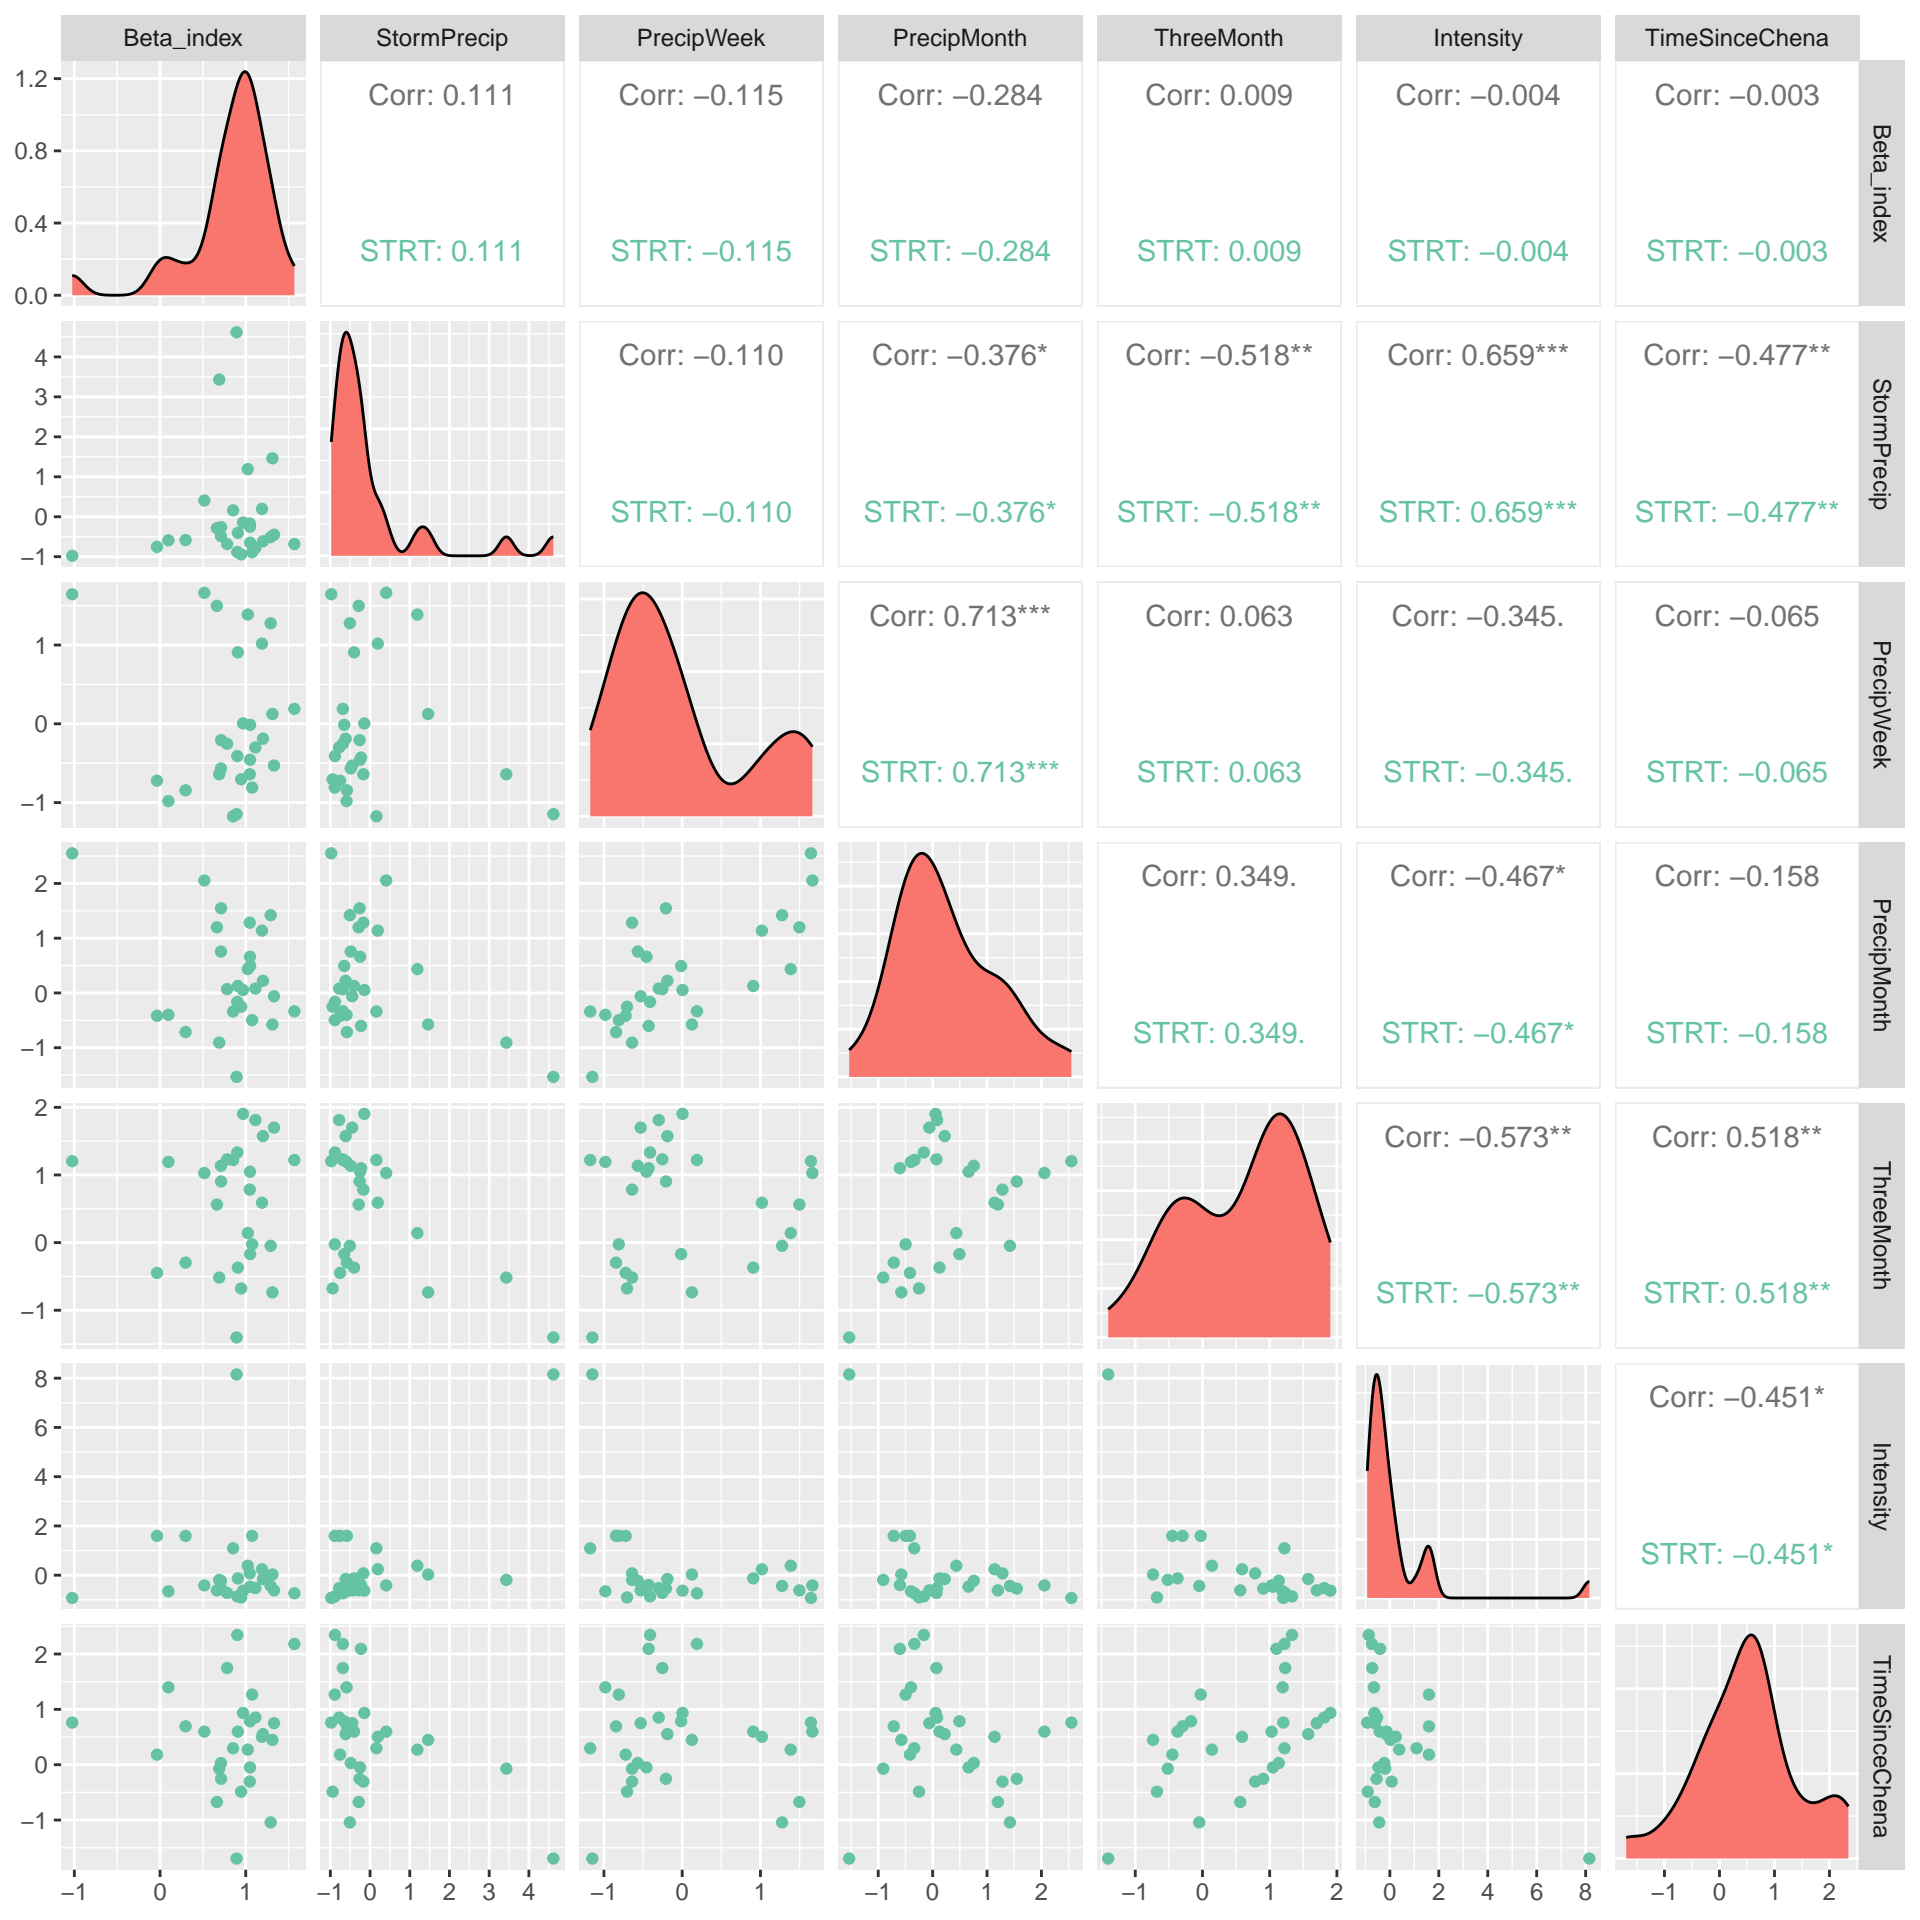 Beta_index StormPrecip PrecipWeek PrecipMonth ThreeMonth Intensity TimeSinceChena
1.2
0.8
0.4
0.0
Corr: 0.111 Corr: −0.115 Corr: −0.284 Corr: 0.009 Corr: −0.004 Corr: −0.003
STRT: 0.111 STRT: −0.115 STRT: −0.284 STRT: 0.009 STRT: −0.004 STRT: −0.003
Beta_index
4
3
2
1
0
−1
Corr: −0.110 Corr: −0.376* Corr: −0.518** Corr: 0.659*** Corr: −0.477**
STRT: −0.110 STRT: −0.376* STRT: −0.518** STRT: 0.659*** STRT: −0.477**
StormPrecip
1
0
−1
Corr: 0.713*** Corr: 0.063 Corr: −0.345. Corr: −0.065
STRT: 0.713*** STRT: 0.063 STRT: −0.345. STRT: −0.065
PrecipWeek
2
1
0
−1
Corr: 0.349. Corr: −0.467* Corr: −0.158
STRT: 0.349. STRT: −0.467* STRT: −0.158
PrecipMonth
2
1
0
−1
Corr: −0.573** Corr: 0.518**
STRT: −0.573** STRT: 0.518**
ThreeMonth
8
6
4
2
0
Corr: −0.451*
STRT: −0.451*
Intensity
2
1
0
−1
TimeSinceChena
−1 0 1 −1 0 1 2 3 4 −1 0 1 −1 0 1 2 −1 0 1 2 0 2 4 6 8 −1 0 1 2